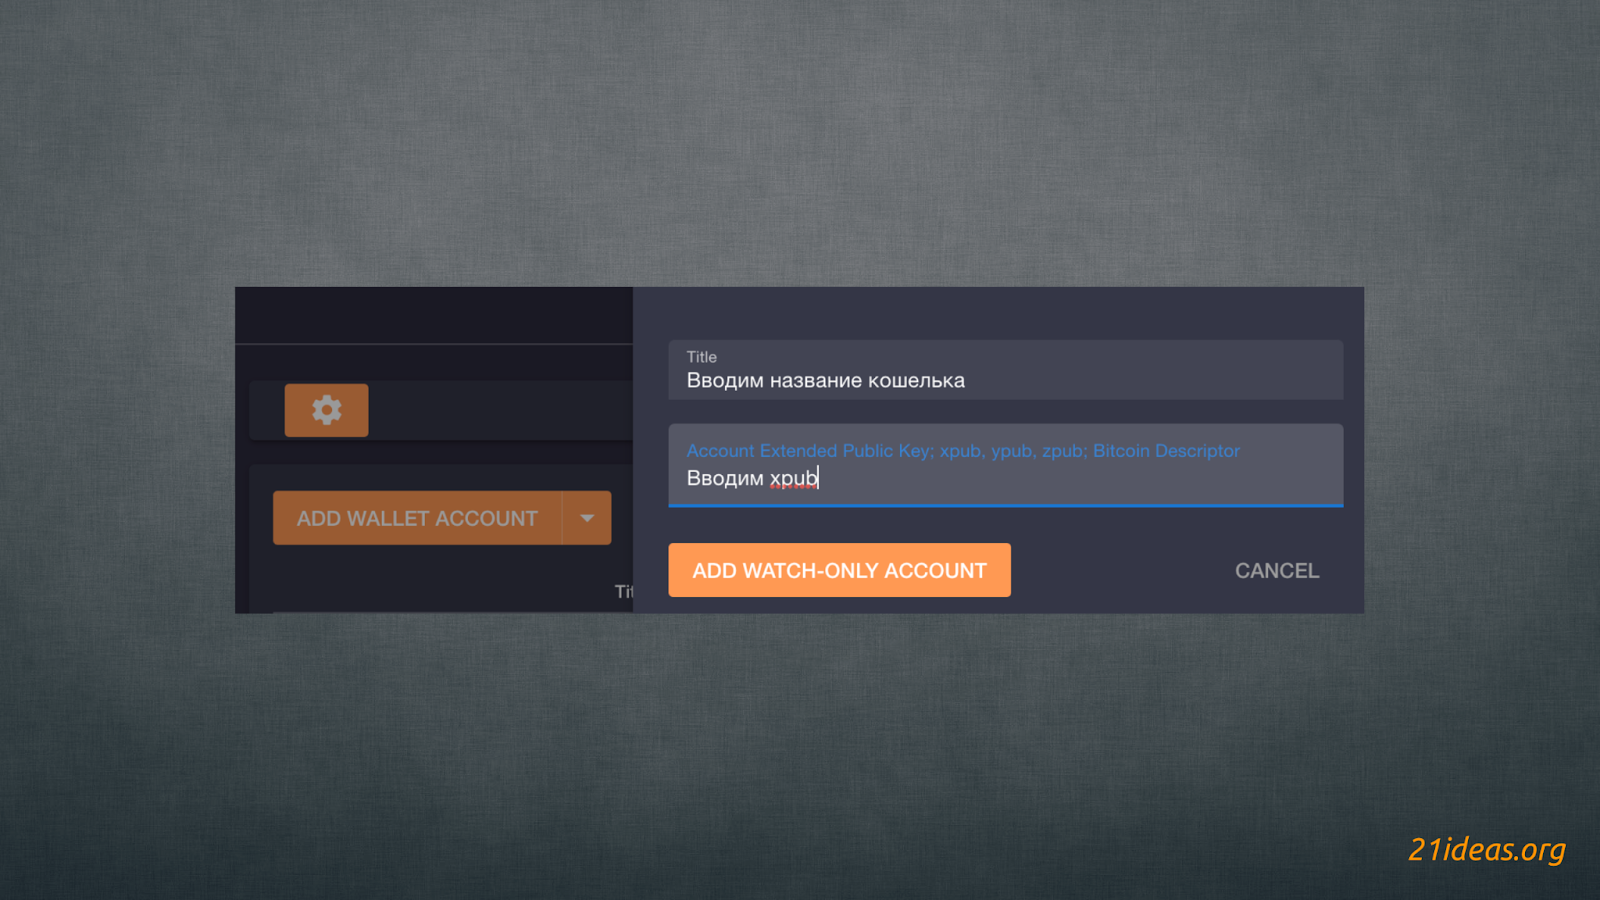 Title
Вводим название кошелька
Account Extended Public Key; xpub, ypub, zpub; Bitcoin Descriptor
Вводим xpub
ADD WALLET ACCOUNT
ADD WATCH-ONLY ACCOUNT
CANCEL
21ideas.org